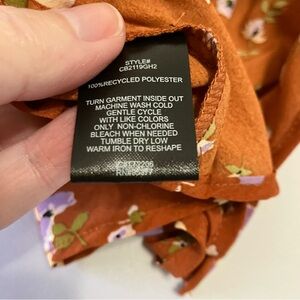 STYLE#
CB2119GH2
100%RECYCLED POLYESTER
TURN GARMENT INSIDE OUT
MACHINE WASH COLD
GENTLE CYCLE
WITH LIKE COLORS
ONLY NON-CHLORINE
BLEACH WHEN NEEDED
TUMBLE DRY LOW
WARM IRON TO RESHAPE